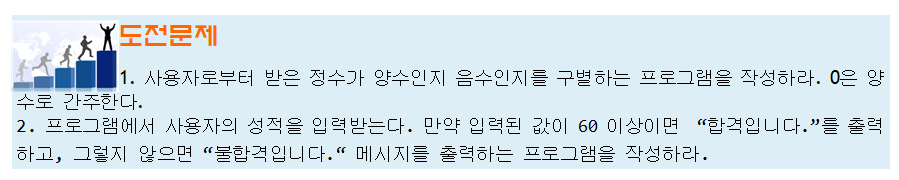 도전문제
1. 사용자로부터 받은 정수가 양수인지 음수인지를 구별하는 프로그램을 작성하라. 0은 양
수로 간주한다.
2. 프로그램에서 사용자의 성적을 입력받는다. 만약 입력된 값이 60 이상이면 “합격입니다.”를 출력
하고, 그렇지 않으면 “불합격입니다.“ 메시지를 출력하는 프로그램을 작성하라.